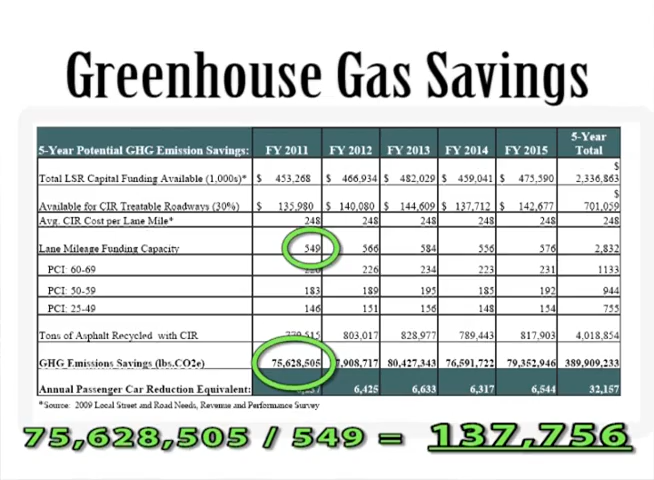 Greenhouse Gas Savings
5-Year Potential GHG Emission Savings: FY 2011 FY 2012 FY 2013 FY 2014 FY 2015 5-Year Total
Total LSR Capital Funding Available (1,000s)* $ 453,268 $ 466,934 $ 482,029 $ 459,041 $ 475,590 $ 2,336,863
Available for CIR Treatable Roadways (30%) $ 135,980 $ 140,080 $ 144,609 $ 137,712 $ 142,677 $ 701,059
Avg. CIR Cost per Lane Mile* 248 248 248 248 248 248
Lane Mileage Funding Capacity 549 566 584 556 576 2,832
PCI: 60-69 226 234 223 231 1133
PCI: 50-59 183 189 195 185 192 944
PCI: 25-49 146 151 156 148 154 755
Tons of Asphalt Recycled with CIR 803,017 828,977 789,443 817,903 4,018,854
GHG Emissions Savings (lbs.CO2e) 75,628,505 80,427,343 76,591,722 79,352,946 389,909,233
Annual Passenger Car Reduction Equivalent: 6,425 6,633 6,317 6,544 32,157
*Source: 2009 Local Street and Road Needs, Revenue and Performance Survey
75,628,505 / 549 = 137,756